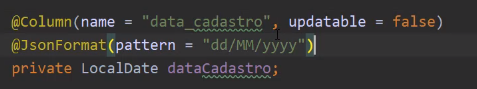 @Column(name = "data_cadastro", updatable = false)
@JsonFormat(pattern = "dd/MM/yyyy")
private LocalDate dataCadastro;